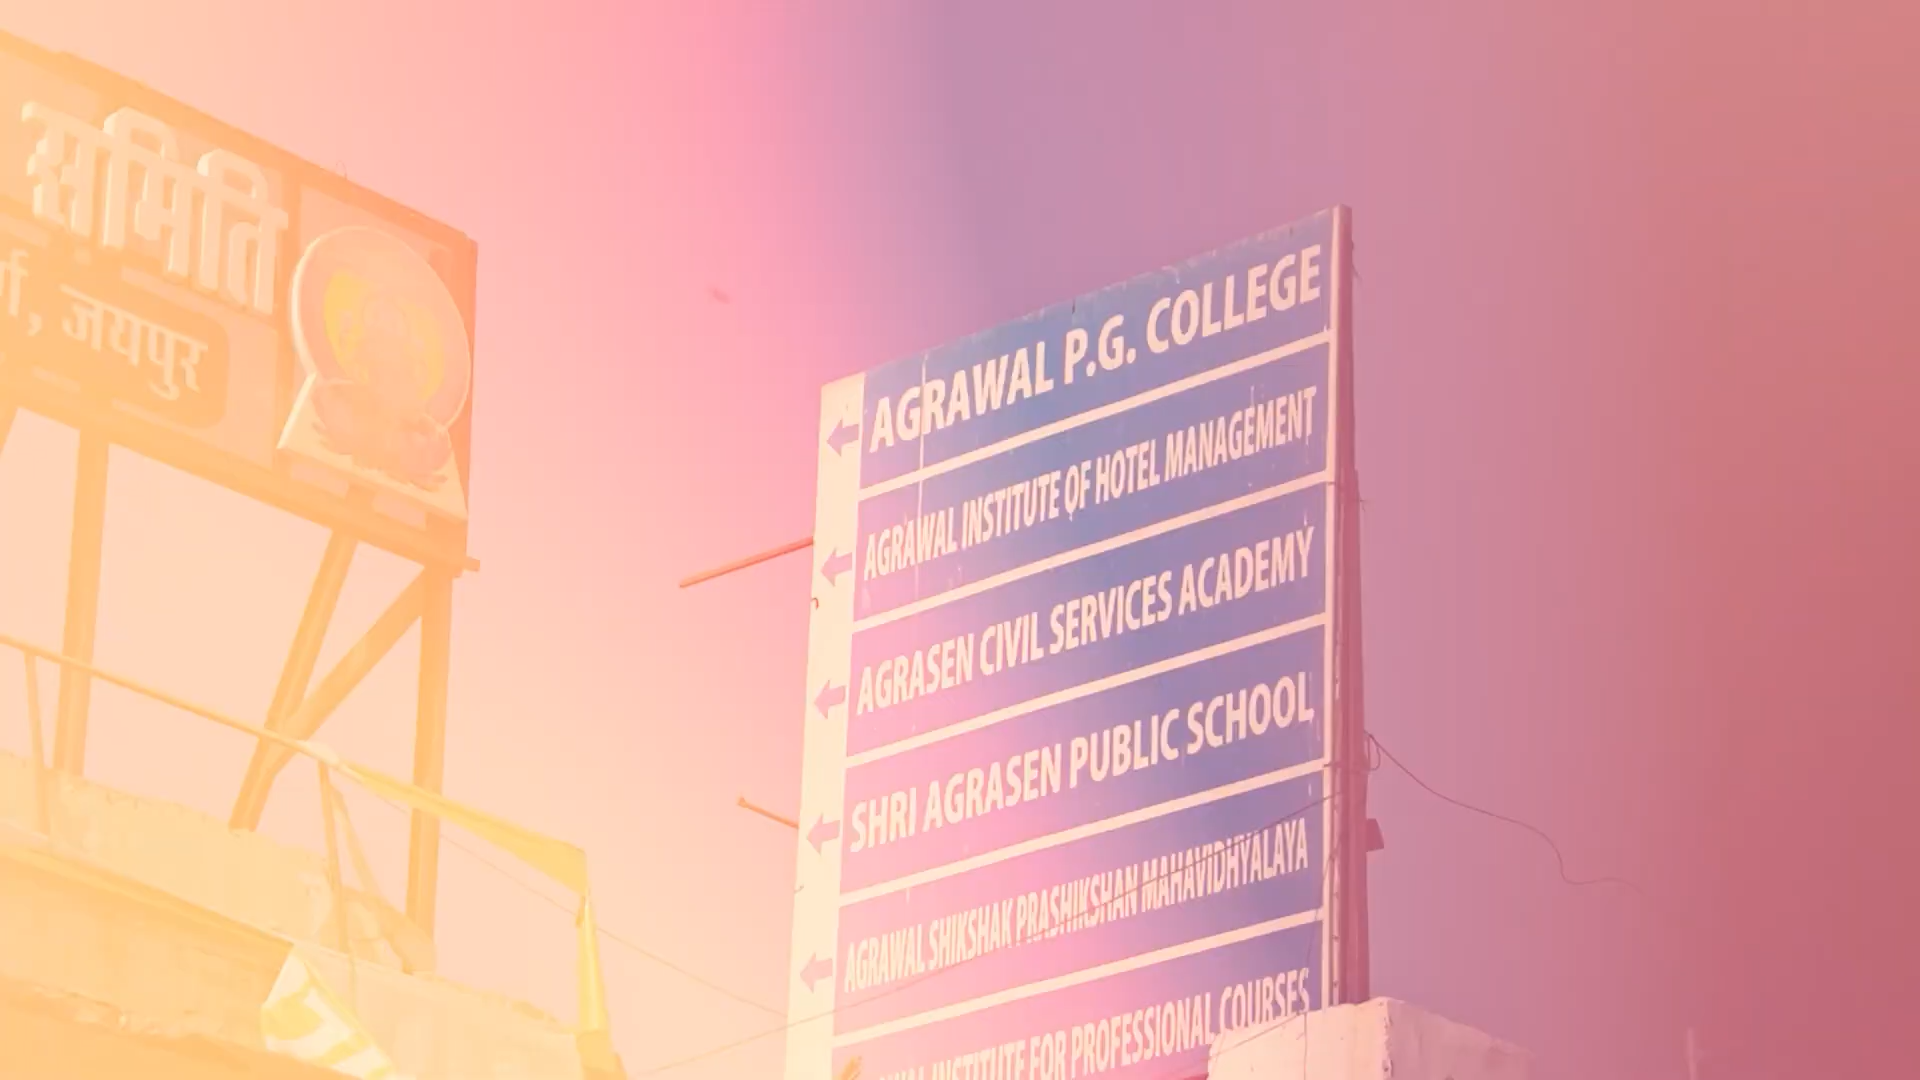 समिति
जयपुर
AGRAWAL P.G. COLLEGE
AGRAWAL INSTITUTE OF HOTEL MANAGEMENT
AGRASEN CIVIL SERVICES ACADEMY
SHRI AGRASEN PUBLIC SCHOOL
AGRAWAL SHIKSHAK PRASHIKSHAN MAHAVIDHYALAYA
INSTITUTE FOR PROFESSIONAL COURSES